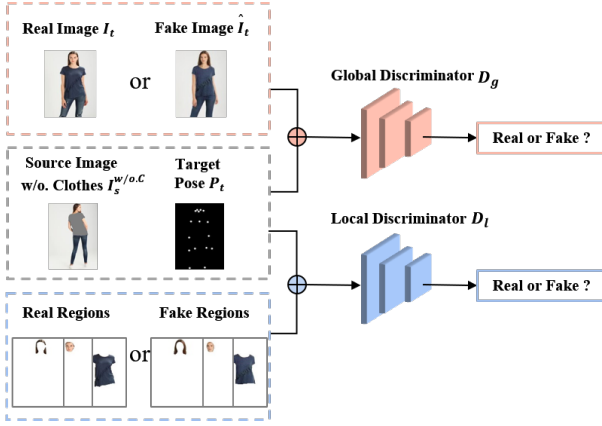 Real Image I_t
Fake Image Î_t
or
Global Discriminator D_g
Real or Fake ?
Source Image
w/o. Clothes I_s^{w/o.C}
Target
Pose P_t
Local Discriminator D_l
Real or Fake ?
Real Regions
Fake Regions
or